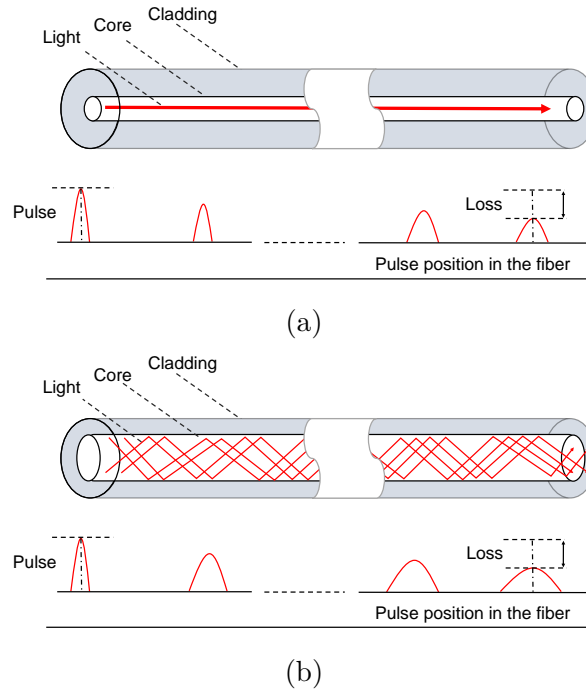 Cladding
Core
Light
Pulse
Loss
Pulse position in the fiber
(a)
Cladding
Core
Light
Pulse
Loss
Pulse position in the fiber
(b)